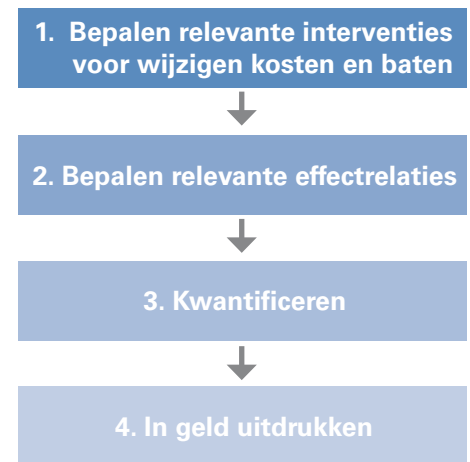 1. Bepalen relevante interventies
voor wijzigen kosten en baten
2. Bepalen relevante effectrelaties
3. Kwantificeren
4. In geld uitdrukken